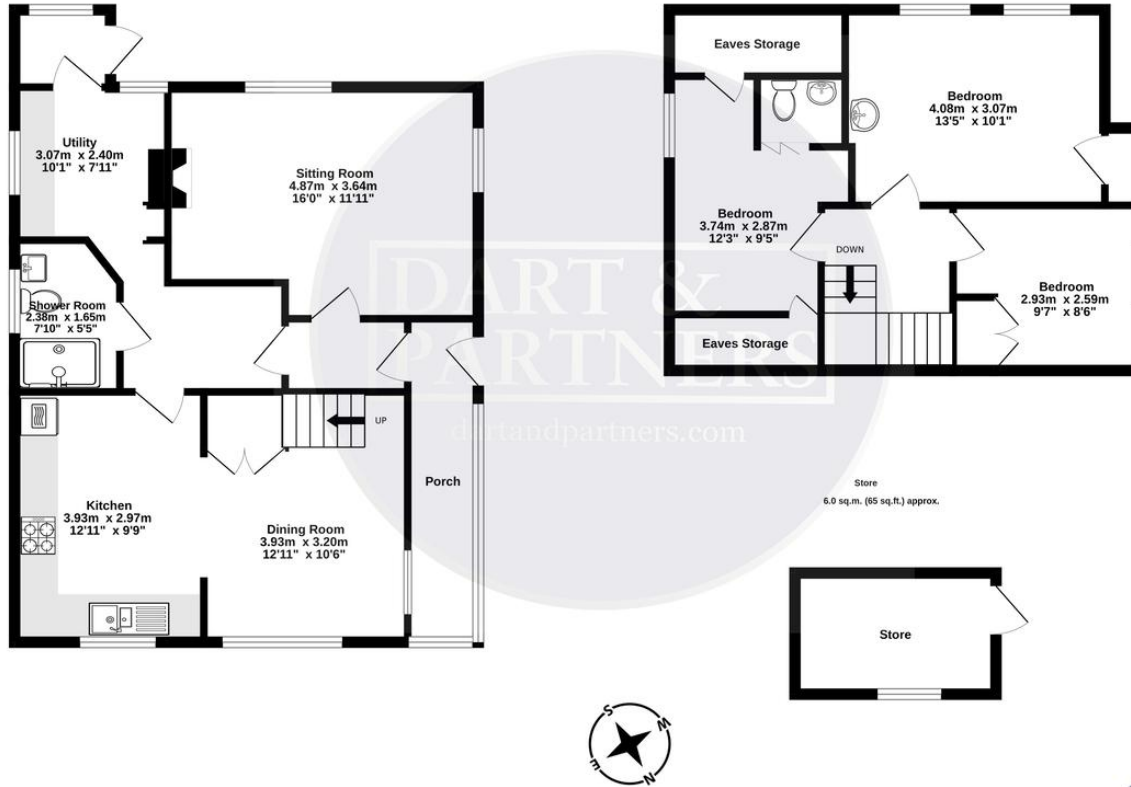 Utility
3.07m x 2.40m
10'1" x 7'11"
Sitting Room
4.87m x 3.64m
16'0" x 11'11"
Shower Room
2.38m x 1.65m
7'10" x 5'5"
UP
Kitchen
3.93m x 2.97m
12'11" x 9'9"
Dining Room
3.93m x 3.20m
12'11" x 10'6"
Porch
Eaves Storage
Bedroom
4.08m x 3.07m
13'5" x 10'1"
Bedroom
3.74m x 2.87m
12'3" x 9'5"
DOWN
Bedroom
2.93m x 2.59m
9'7" x 8'6"
Eaves Storage
DART &
PARTNERS
dartandpartners.com
Store
6.0 sq.m. (65 sq.ft.) approx.
Store
S
W
E
N